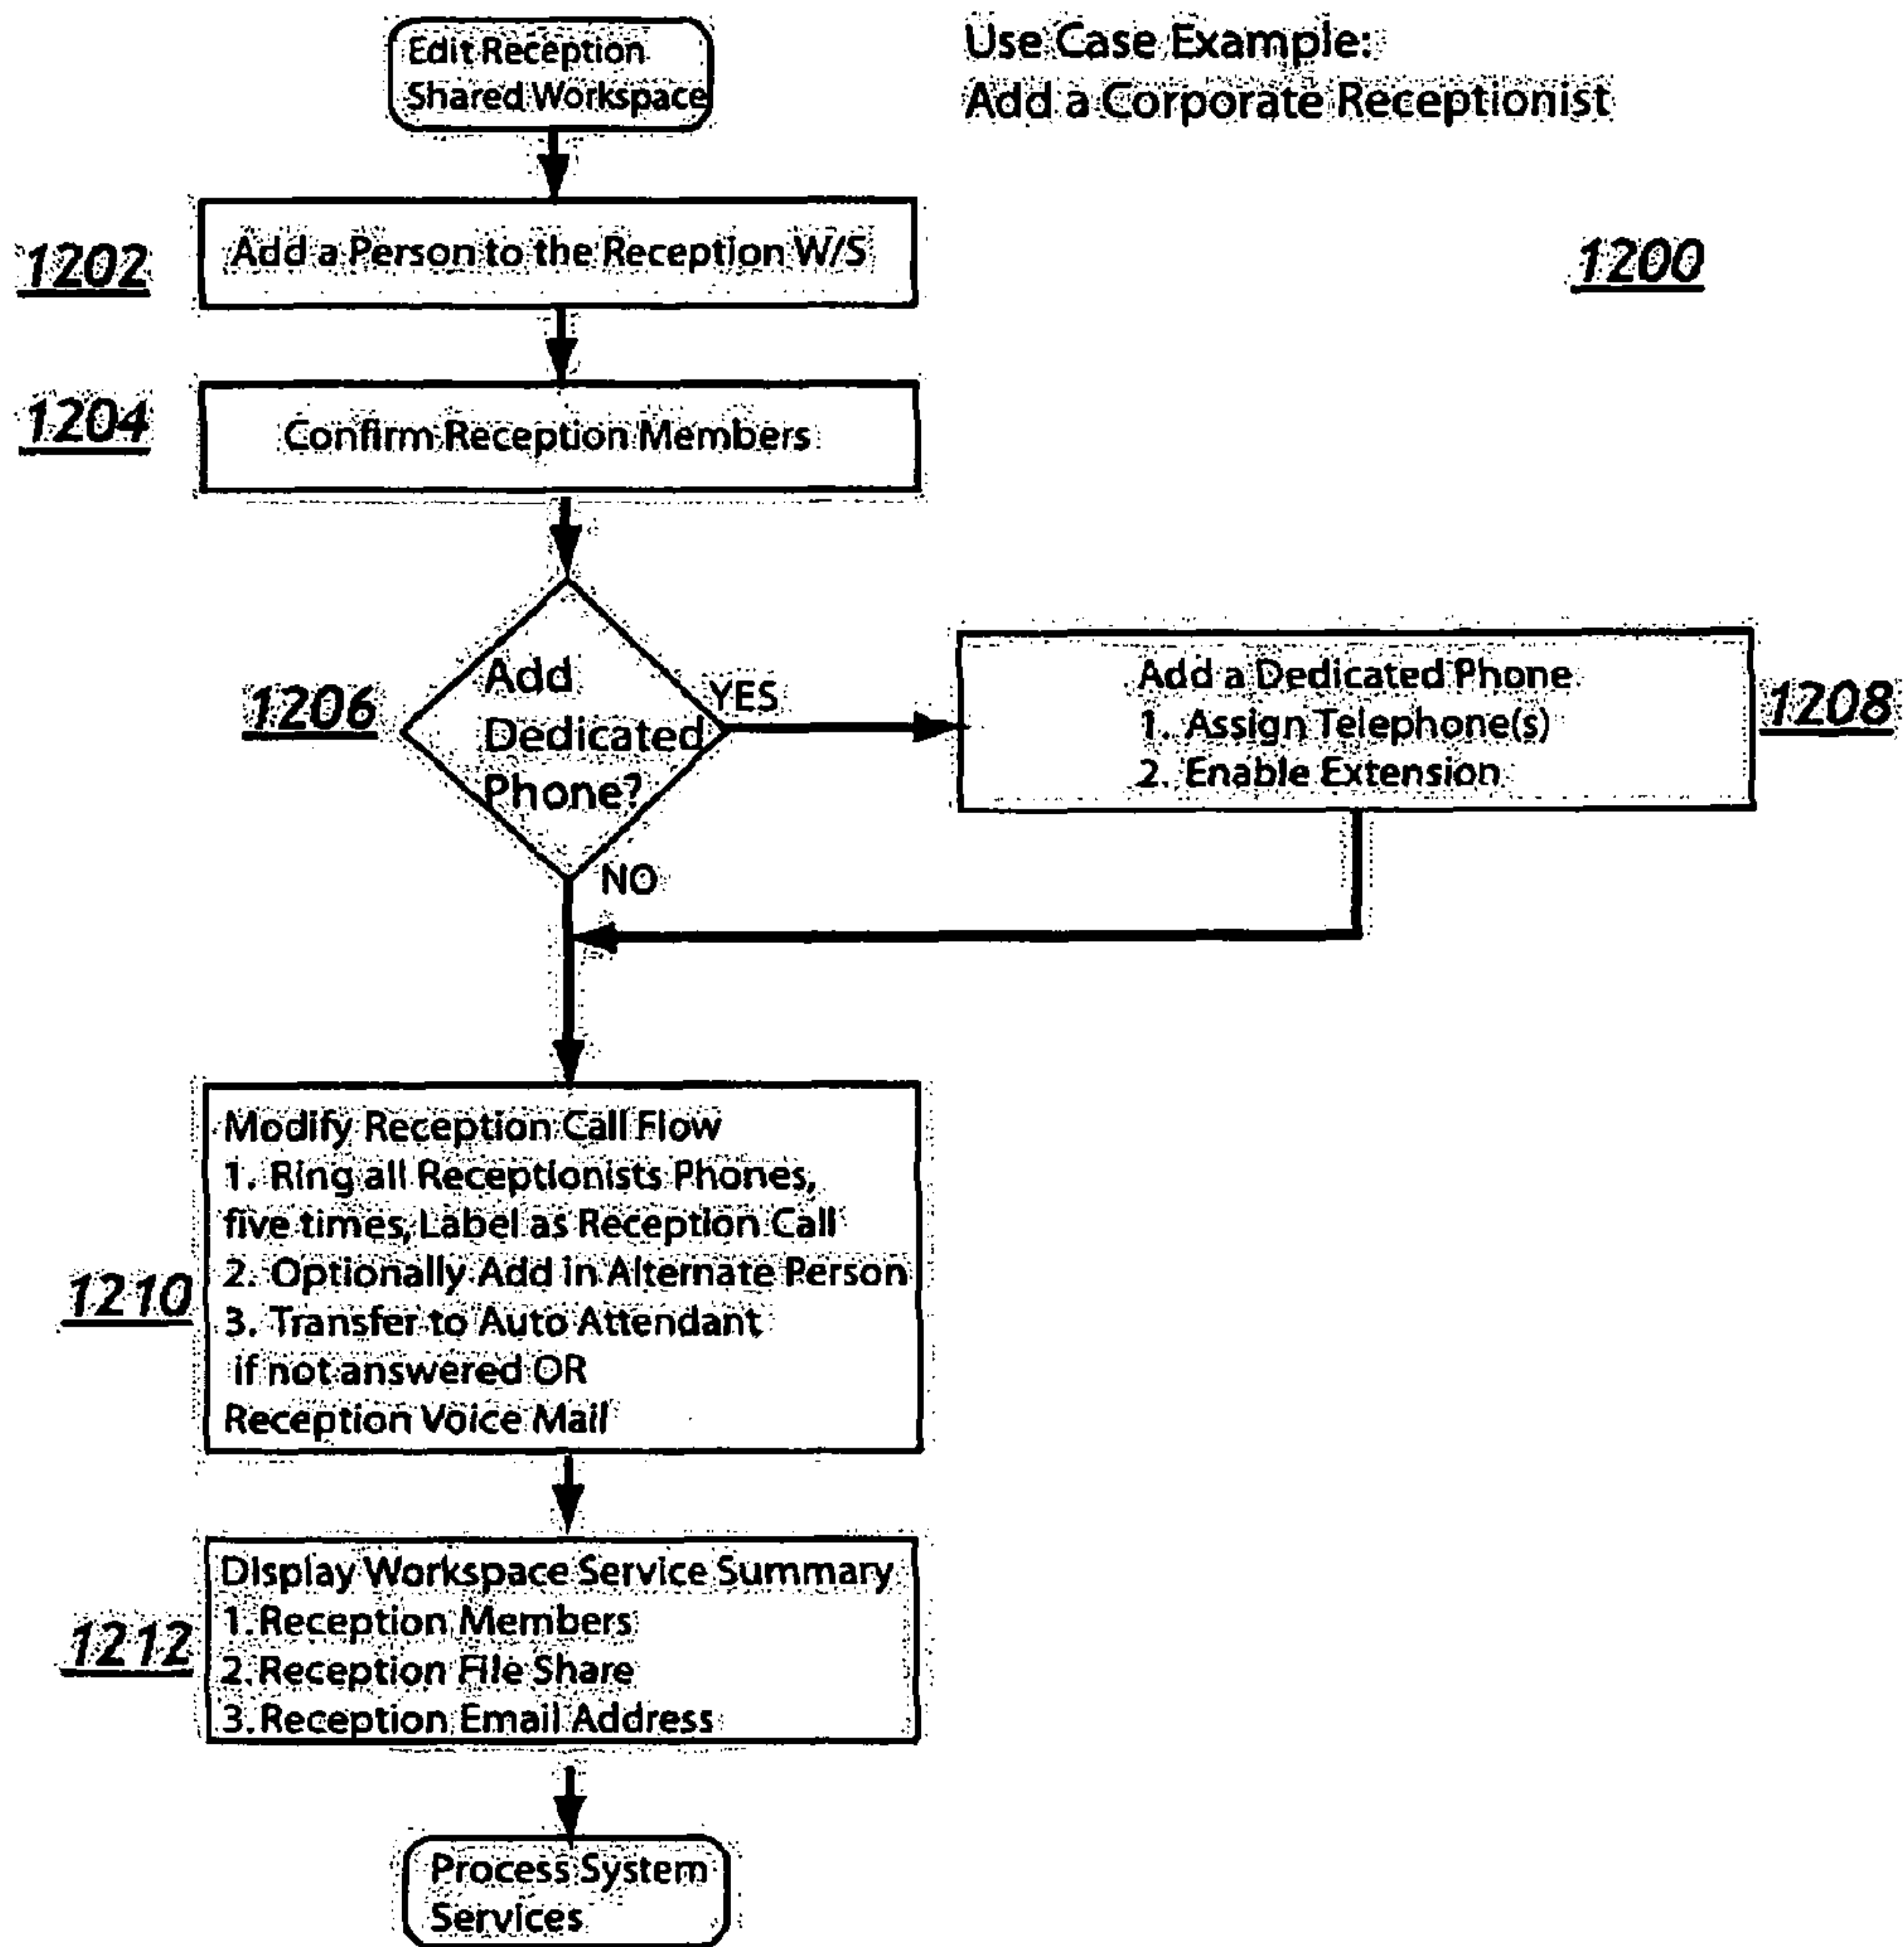 Edit Reception
Shared Workspace
Use Case Example:
Add a Corporate Receptionist
1202
Add a Person to the Reception W/S
1200
1204
Confirm Reception Members
1206
Add
Dedicated
Phone?
YES
NO
Add a Dedicated Phone
1. Assign Telephone(s)
2. Enable Extension
1208
1210
Modify Reception Call Flow
1. Ring all Receptionists Phones,
five times, Label as Reception Call
2. Optionally Add in Alternate Person
3. Transfer to Auto Attendant
if not answered OR
Reception Voice Mail
1212
Display Workspace Service Summary
1. Reception Members
2. Reception File Share
3. Reception Email Address
Process System
Services